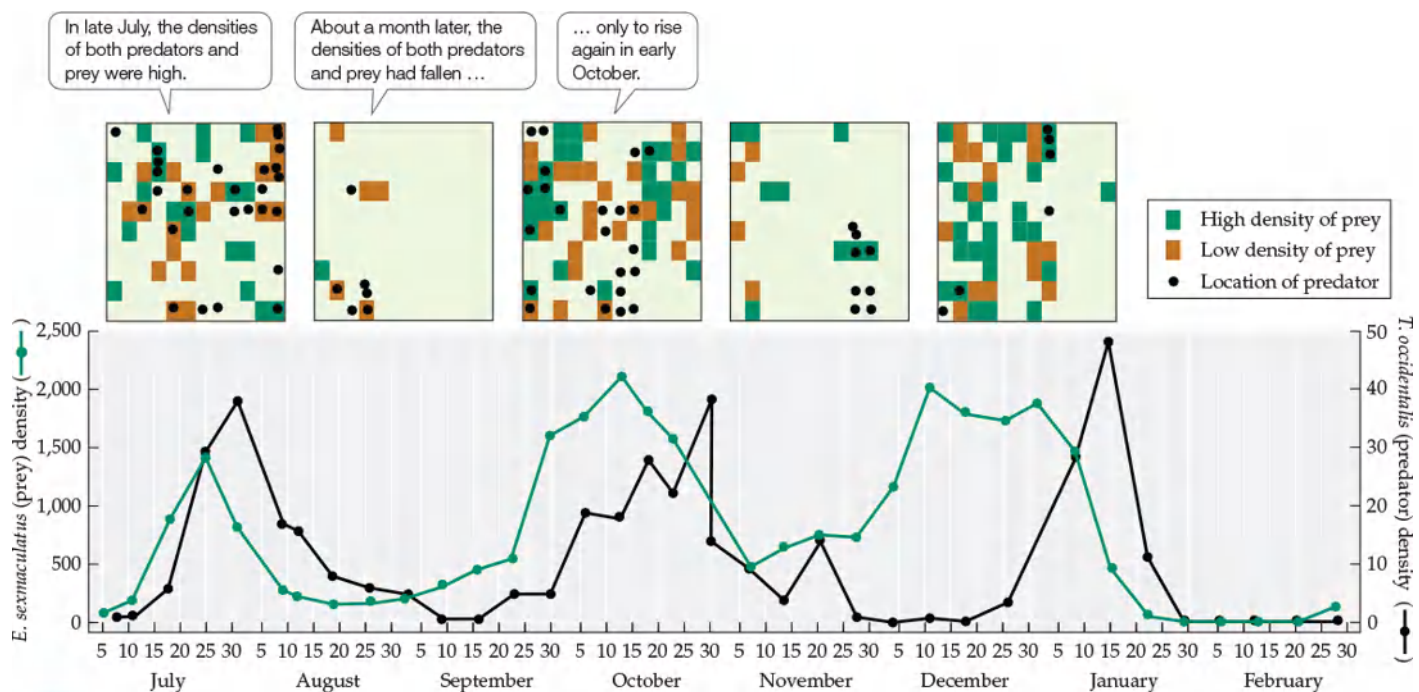 In late July, the densities
of both predators and
prey were high.
About a month later, the
densities of both predators
and prey had fallen ...
... only to rise
again in early
October.
High density of prey
Low density of prey
Location of predator
E. sexmaculatus (prey) density ( )
2,500
2,000
1,500
1,000
500
0
50
40
30
20
10
0
T. occidentalis (predator) density ( )
5 10 15 20 25 30 5 10 15 20 25 30 5 10 15 20 25 30 5 10 15 20 25 30 5 10 15 20 25 30 5 10 15 20 25 30 5 10 15 20 25 30 5 10 15 20 25 30
July August September October November December January February